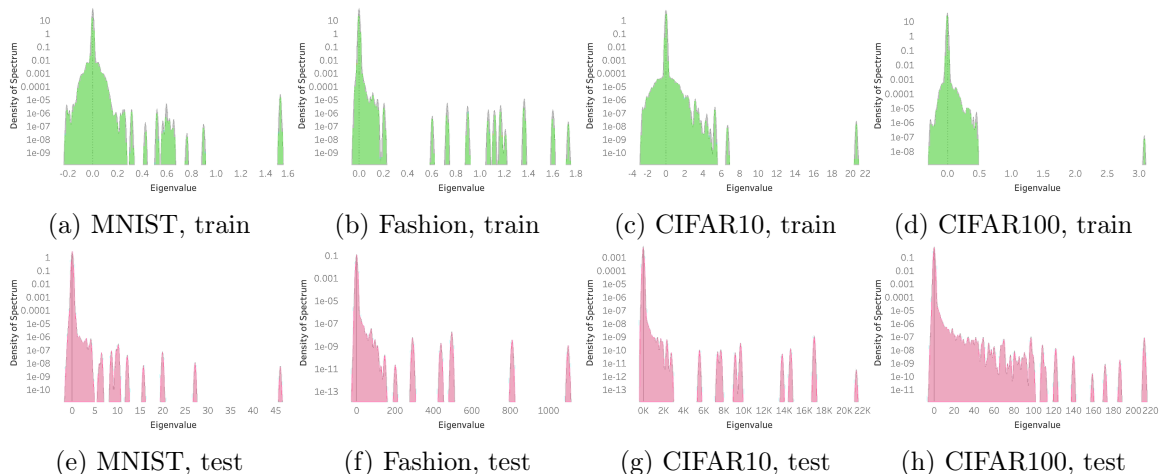 Density of Spectrum
10
1
0.1
0.01
0.001
0.0001
1e-05
1e-06
1e-07
1e-08
1e-09
-0.2 0.0 0.2 0.4 0.6 0.8 1.0 1.2 1.4 1.6
Eigenvalue
(a) MNIST, train
Density of Spectrum
10
1
0.1
0.01
0.001
0.0001
1e-05
1e-06
1e-07
1e-08
1e-09
0.0 0.2 0.4 0.6 0.8 1.0 1.2 1.4 1.6 1.8
Eigenvalue
(b) Fashion, train
Density of Spectrum
10
1
0.1
0.01
0.001
0.0001
1e-05
1e-06
1e-07
1e-08
1e-09
1e-10
-4 -2 0 2 4 6 8 10 12 14 16 18 20 22
Eigenvalue
(c) CIFAR10, train
Density of Spectrum
10
1
0.1
0.01
0.001
0.0001
1e-05
1e-06
1e-07
1e-08
0.0 0.5 1.0 1.5 2.0 2.5 3.0
Eigenvalue
(d) CIFAR100, train
Density of Spectrum
1
0.1
0.01
0.001
0.0001
1e-05
1e-06
1e-07
1e-08
1e-09
1e-10
0 5 10 15 20 25 30 35 40 45
Eigenvalue
(e) MNIST, test
Density of Spectrum
0.1
0.001
1e-05
1e-07
1e-09
1e-11
1e-13
0 200 400 600 800 1000
Eigenvalue
(f) Fashion, test
Density of Spectrum
0.001
0.0001
1e-05
1e-06
1e-07
1e-08
1e-09
1e-10
1e-11
1e-12
1e-13
0K 2K 4K 6K 8K 10K 12K 14K 16K 18K 20K 22K
Eigenvalue
(g) CIFAR10, test
Density of Spectrum
1
0.1
0.01
0.001
0.0001
1e-05
1e-06
1e-07
1e-08
1e-09
1e-10
1e-11
0 20 40 60 80 100 120 140 160 180 200 220
Eigenvalue
(h) CIFAR100, test